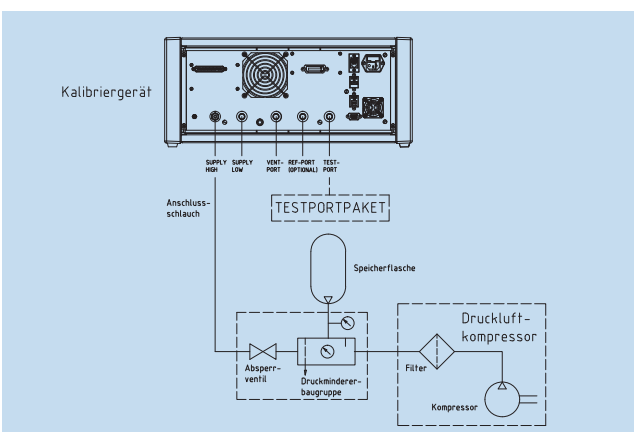 Kalibriergerät
SUPPLY HIGH
SUPPLY LOW
VENT-PORT
REF-PORT (OPTIONAL)
TEST-PORT
Anschluss-
schlauch
TESTPORTPAKET
Speicherflasche
Druckluft-
kompressor
Absperr-
ventil
Druckminderer-
baugruppe
Filter
Kompressor